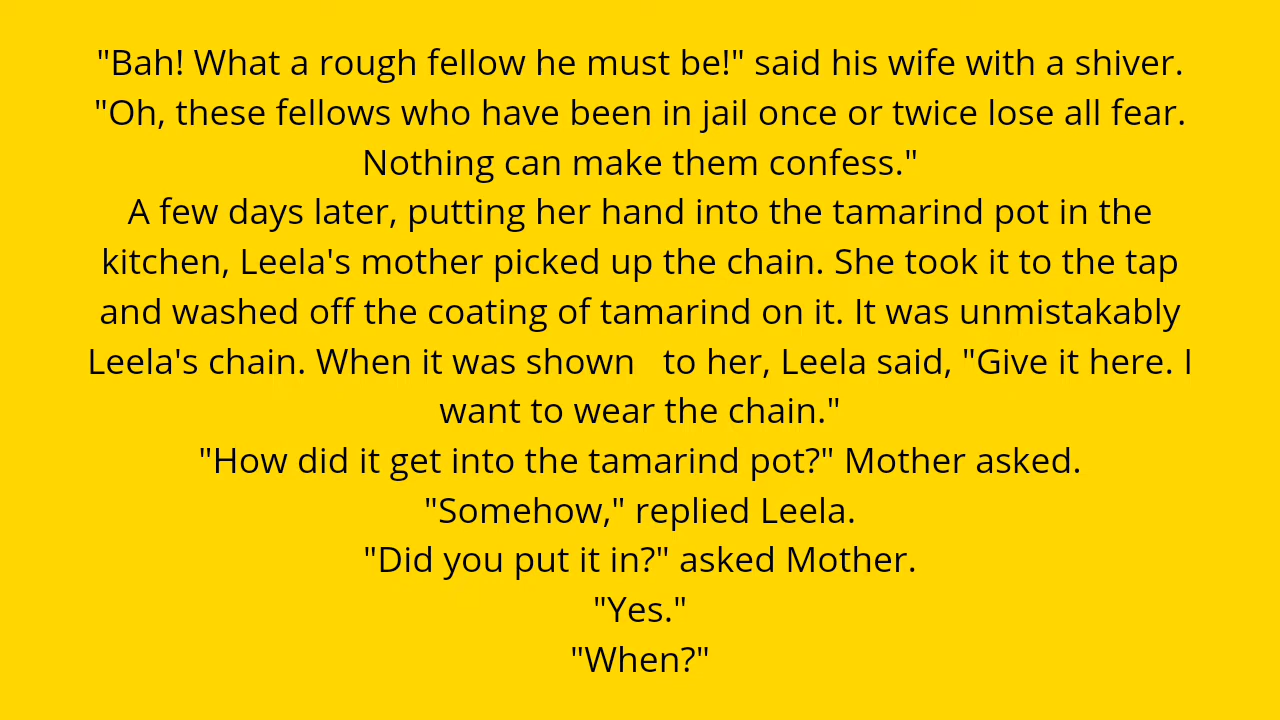 "Bah! What a rough fellow he must be!" said his wife with a shiver.
"Oh, these fellows who have been in jail once or twice lose all fear.
Nothing can make them confess."
A few days later, putting her hand into the tamarind pot in the
kitchen, Leela's mother picked up the chain. She took it to the tap
and washed off the coating of tamarind on it. It was unmistakably
Leela's chain. When it was shown   to her, Leela said, "Give it here. I
want to wear the chain."
"How did it get into the tamarind pot?" Mother asked.
"Somehow," replied Leela.
"Did you put it in?" asked Mother.
"Yes."
"When?"